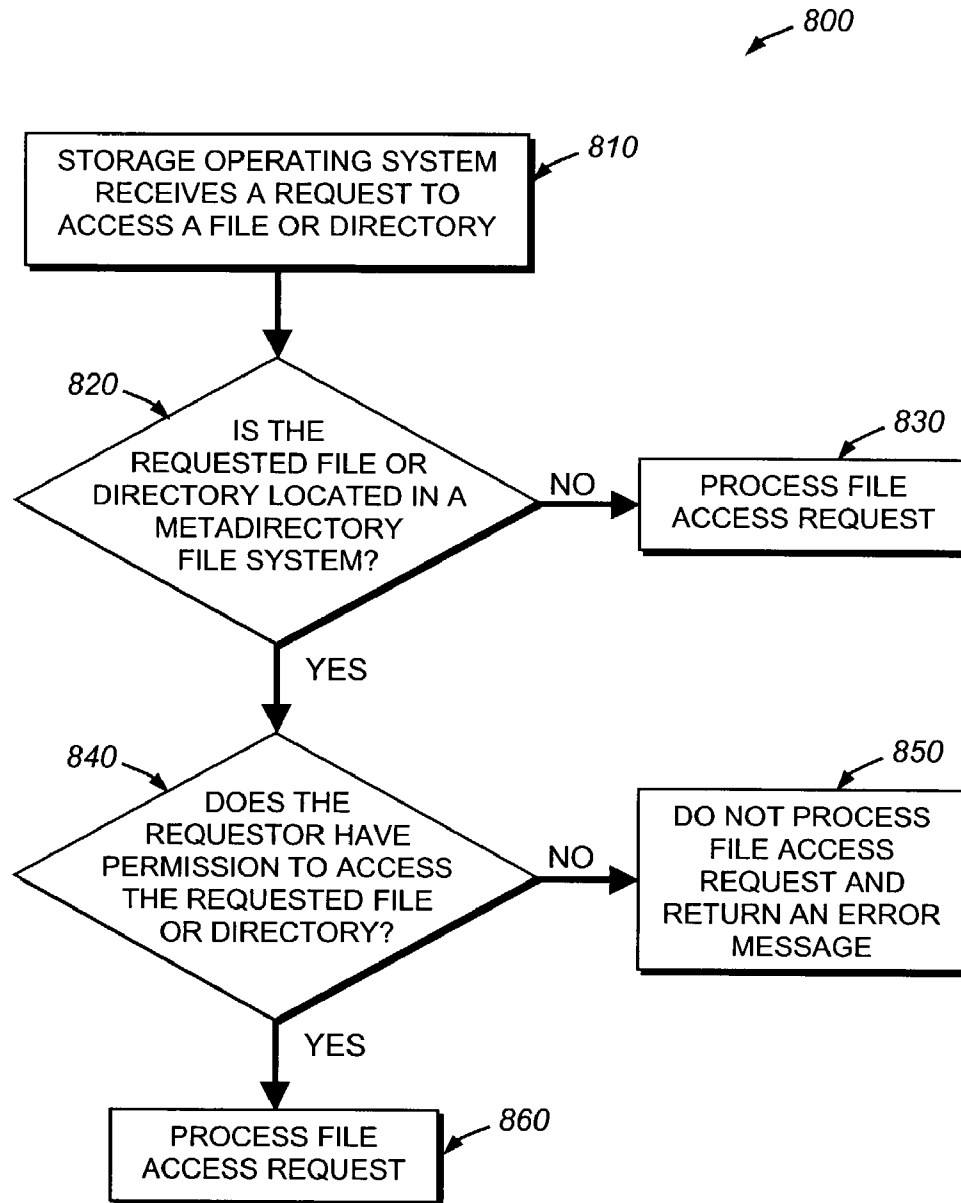 800
STORAGE OPERATING SYSTEM
RECEIVES A REQUEST TO
ACCESS A FILE OR DIRECTORY
810
820
IS THE
REQUESTED FILE OR
DIRECTORY LOCATED IN A
METADIRECTORY
FILE SYSTEM?
NO
830
PROCESS FILE
ACCESS REQUEST
YES
840
DOES THE
REQUESTOR HAVE
PERMISSION TO ACCESS
THE REQUESTED FILE
OR DIRECTORY?
NO
850
DO NOT PROCESS
FILE ACCESS
REQUEST AND
RETURN AN ERROR
MESSAGE
YES
860
PROCESS FILE
ACCESS REQUEST